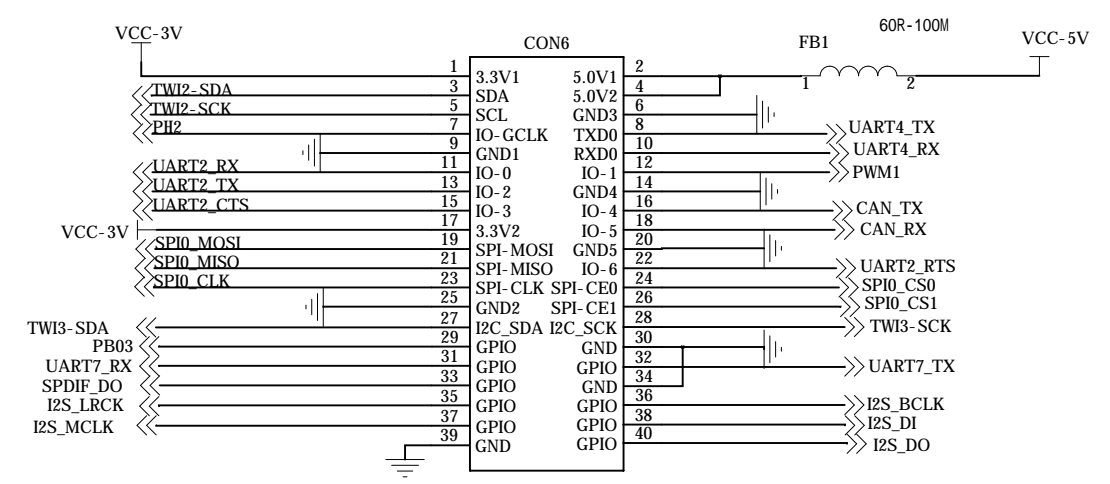 VCC-3V
CON6
FB1
60R-100M
VCC-5V
1 3.3V1 5.0V1 2 1 2
TWI2-SDA 3 SDA 5.0V2 4
TWI2-SCK 5 SCL GND3 6
PH2 7 IO-GCLK TXD0 8 UART4_TX
9 GND1 RXD0 10 UART4_RX
UART2_RX 11 IO-0 IO-1 12 PWM1
UART2_TX 13 IO-2 GND4 14
UART2_CTS 15 IO-3 IO-4 16 CAN_TX
VCC-3V 17 3.3V2 IO-5 18 CAN_RX
SPI0_MOSI 19 SPI-MOSI GND5 20
SPI0_MISO 21 SPI-MISO IO-6 22 UART2_RTS
SPI0_CLK 23 SPI-CLK SPI-CE0 24 SPI0_CS0
25 GND2 SPI-CE1 26 SPI0_CS1
TWI3-SDA 27 I2C_SDA I2C_SCK 28 TWI3-SCK
PB03 29 GPIO GND 30
UART7_RX 31 GPIO GPIO 32 UART7_TX
SPDIF_DO 33 GPIO GND 34
I2S_LRCK 35 GPIO GPIO 36 I2S_BCLK
I2S_MCLK 37 GPIO GPIO 38 I2S_DI
39 GND GPIO 40 I2S_DO